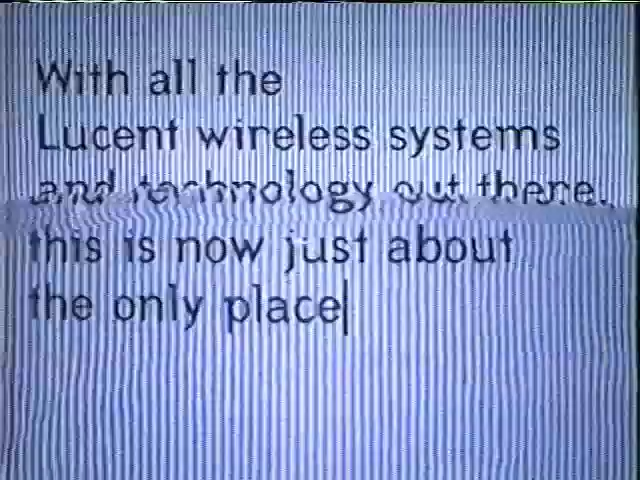 With all the
Lucent wireless systems
and technology out there,
this is now just about
the only place